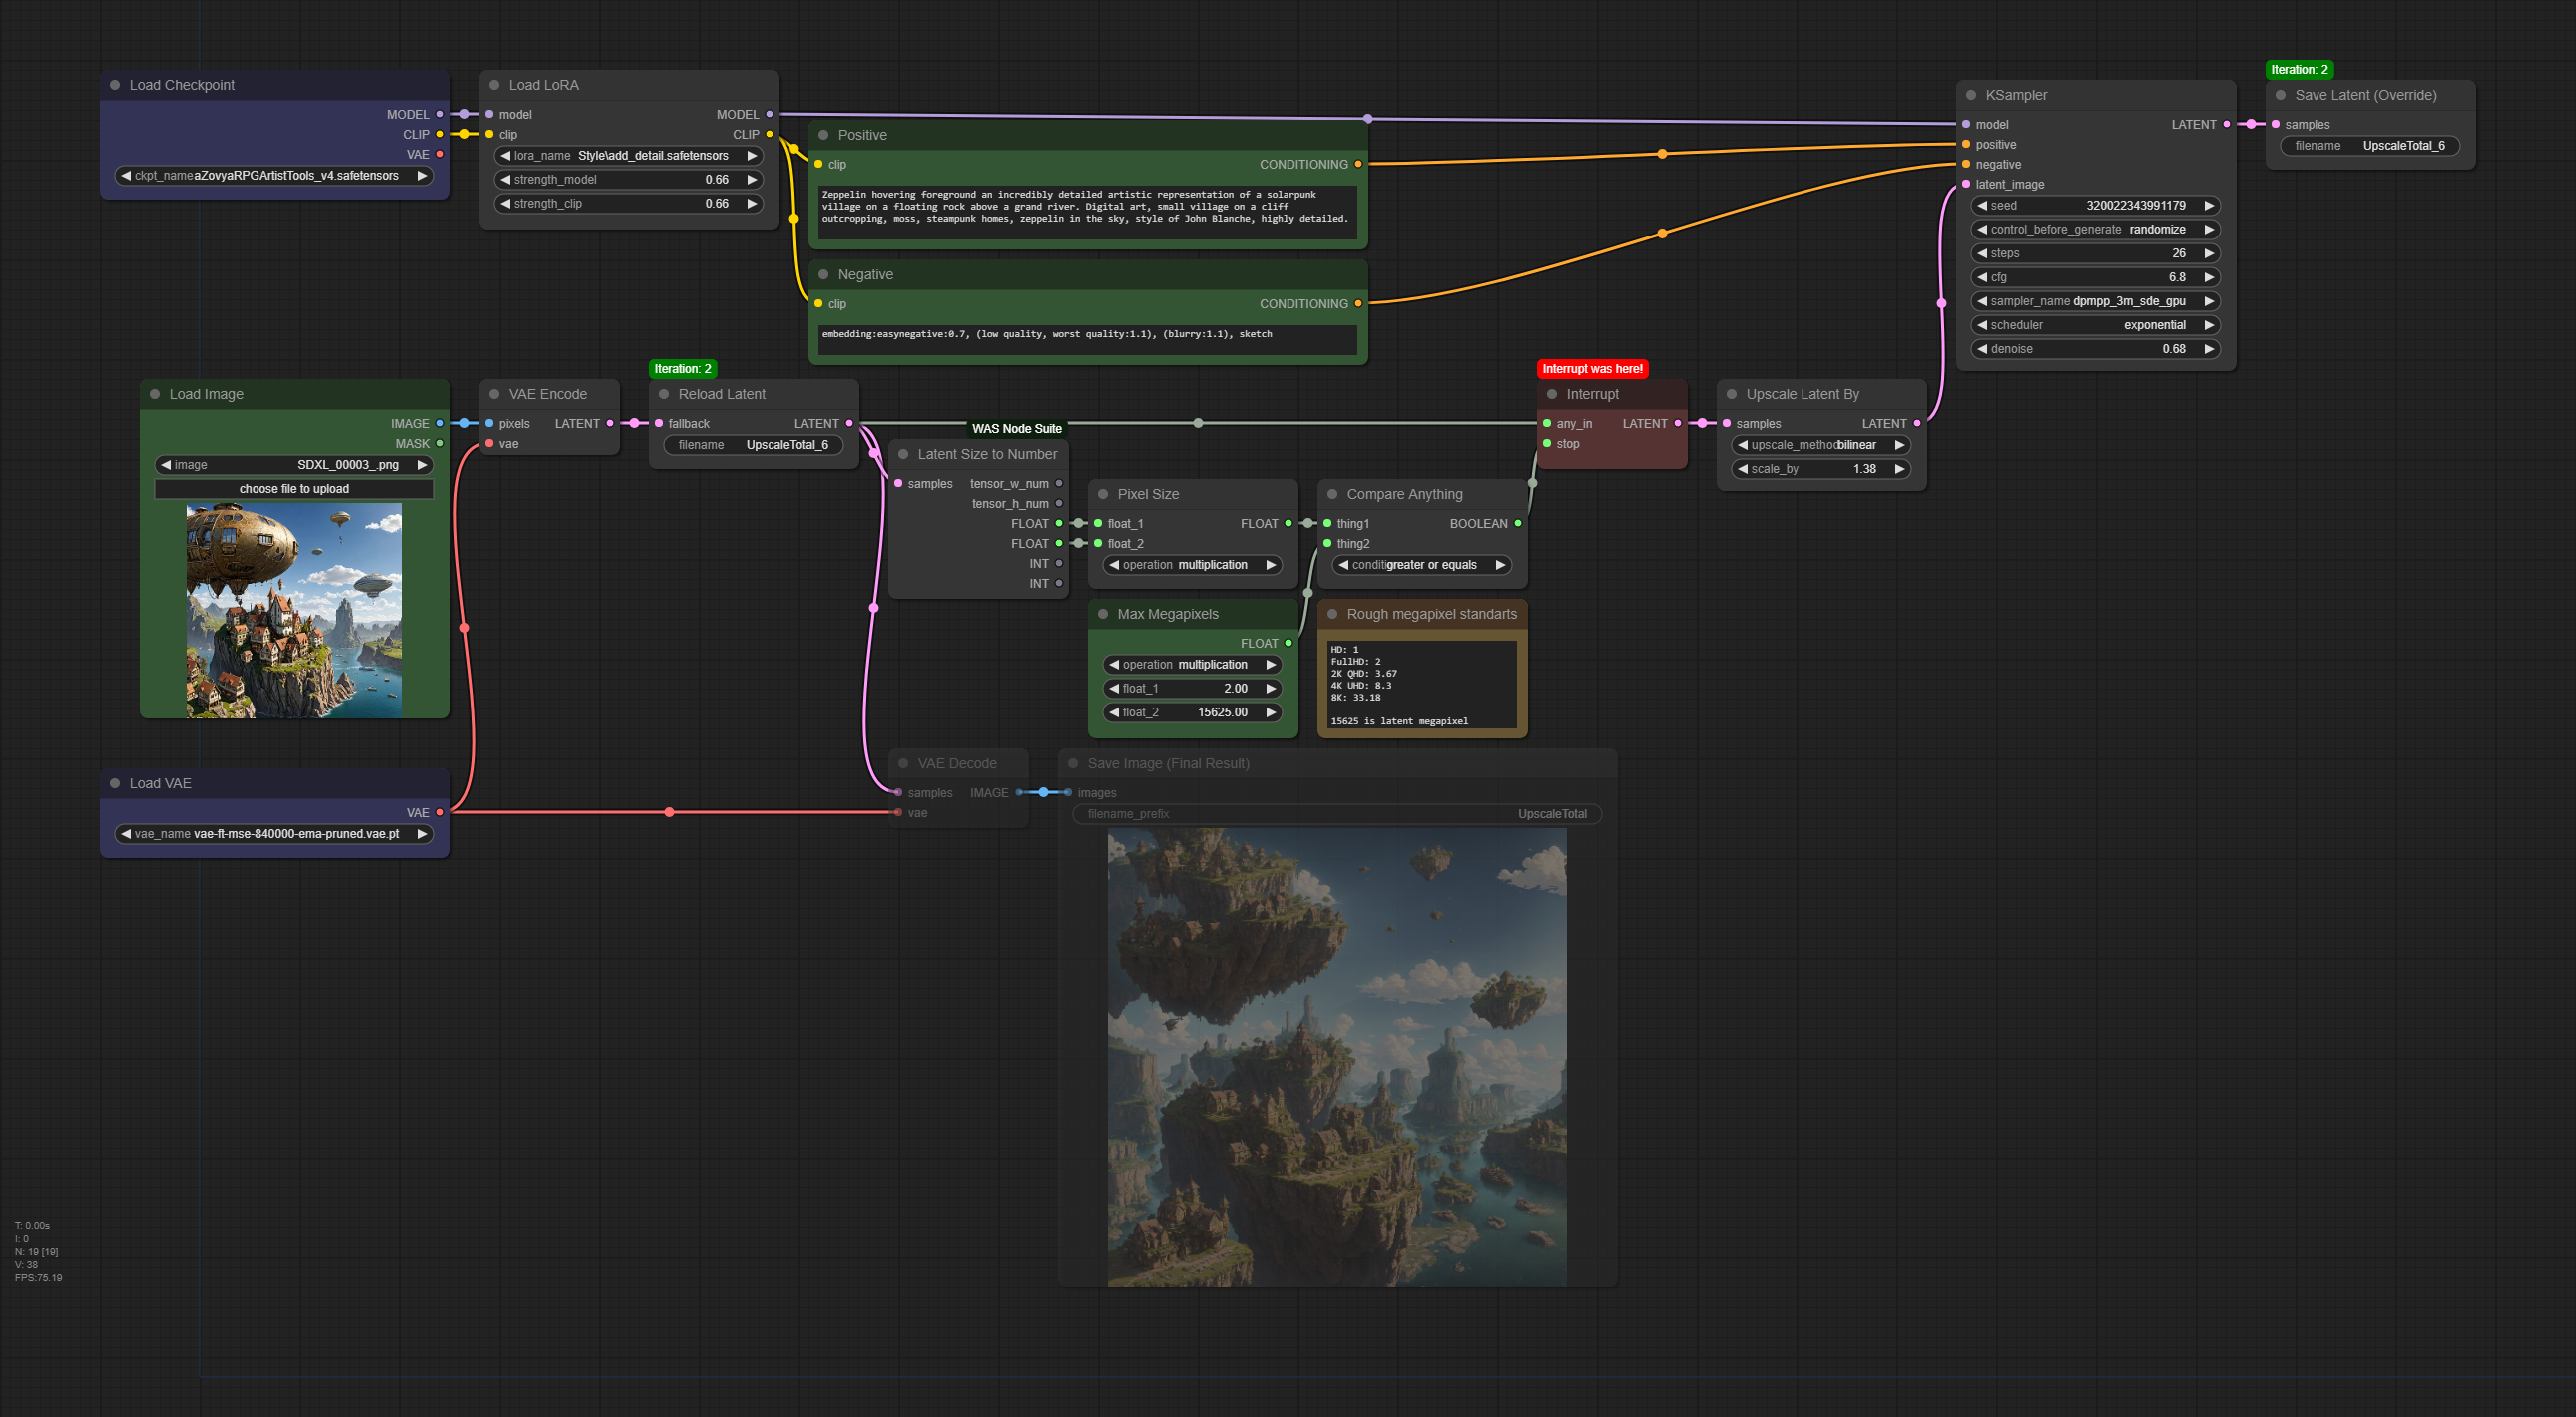 Load Checkpoint
MODEL
CLIP
VAE
ckpt_name aZovyaRPGArtistTools_v4.safetensors
Load LoRA
model MODEL
clip CLIP
lora_name Style\add_detail.safetensors
strength_model 0.66
strength_clip 0.66
Positive
clip CONDITIONING
Zeppelin hovering foreground an incredibly detailed artistic representation of a solarpunk
village on a floating rock above a grand river. Digital art, small village on a cliff
outcropping, moss, steampunk homes, zeppelin in the sky, style of John Blanche, highly detailed.
Negative
clip CONDITIONING
embedding:easynegative:0.7, (low quality, worst quality:1.1), (blurry:1.1), sketch
KSampler
model LATENT
positive
negative
latent_image
seed 320022343991179
control_before_generate randomize
steps 26
cfg 6.8
sampler_name dpmpp_3m_sde_gpu
scheduler exponential
denoise 0.68
Iteration: 2
Save Latent (Override)
samples
filename UpscaleTotal_6
Load Image
IMAGE
MASK
image SDXL_00003_.png
choose file to upload
VAE Encode
pixels LATENT
vae
Iteration: 2
Reload Latent
fallback LATENT
filename UpscaleTotal_6
WAS Node Suite
Latent Size to Number
samples tensor_w_num
tensor_h_num
FLOAT
FLOAT
INT
INT
Pixel Size
float_1 FLOAT
float_2
operation multiplication
Compare Anything
thing1 BOOLEAN
thing2
conditi greater or equals
Interrupt was here!
Interrupt
any_in LATENT
stop
Upscale Latent By
samples LATENT
upscale_method bilinear
scale_by 1.38
Max Megapixels
FLOAT
operation multiplication
float_1 2.00
float_2 15625.00
Rough megapixel standarts
HD: 1
FullHD: 2
2K QHD: 3.67
4K UHD: 8.3
8K: 33.18
15625 is latent megapixel
Load VAE
VAE
vae_name vae-ft-mse-840000-ema-pruned.vae.pt
VAE Decode
samples IMAGE
vae
Save Image (Final Result)
images
filename_prefix UpscaleTotal
T: 0.00s
I: 0
N: 19 [19]
V: 38
FPS:75.19